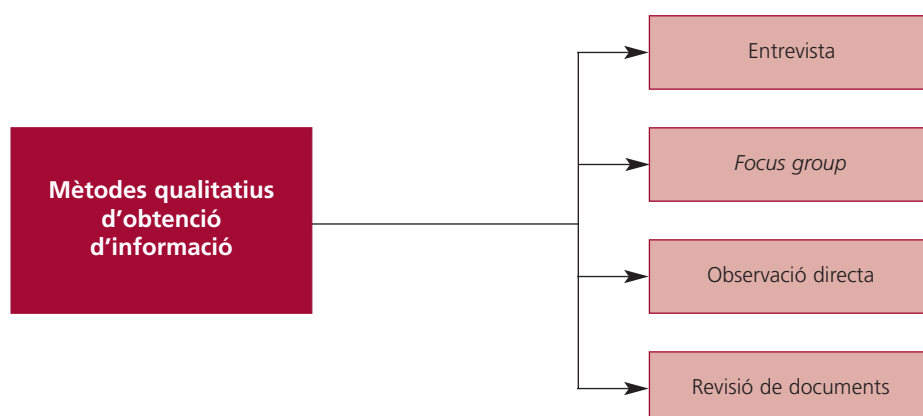 Mètodes qualitatius
d’obtenció
d’informació
Entrevista
Focus group
Observació directa
Revisió de documents